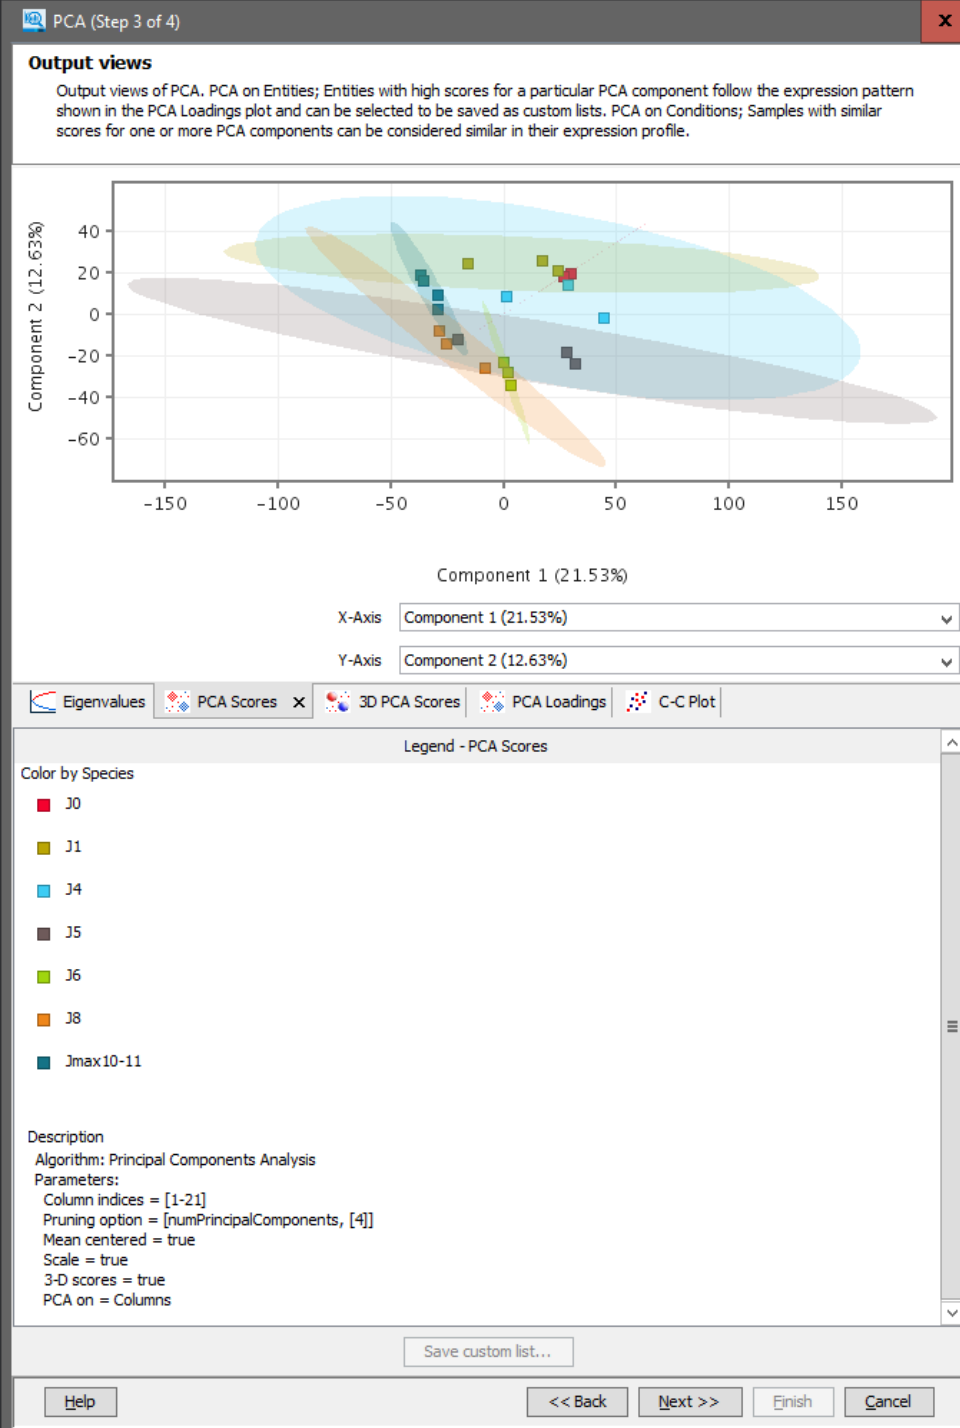 PCA (Step 3 of 4)
x
Output views
Output views of PCA. PCA on Entities; Entities with high scores for a particular PCA component follow the expression pattern
shown in the PCA Loadings plot and can be selected to be saved as custom lists. PCA on Conditions; Samples with similar
scores for one or more PCA components can be considered similar in their expression profile.
Component 2 (12.63%)
40
20
0
-20
-40
-60
-150 -100 -50 0 50 100 150
Component 1 (21.53%)
X-Axis Component 1 (21.53%)
Y-Axis Component 2 (12.63%)
Eigenvalues PCA Scores x 3D PCA Scores PCA Loadings C-C Plot
Legend - PCA Scores
Color by Species
J0
J1
J4
J5
J6
J8
Jmax10-11
Description
Algorithm: Principal Components Analysis
Parameters:
Column indices = [1-21]
Pruning option = [numPrincipalComponents, [4]]
Mean centered = true
Scale = true
3-D scores = true
PCA on = Columns
Save custom list...
Help << Back Next >> Finish Cancel